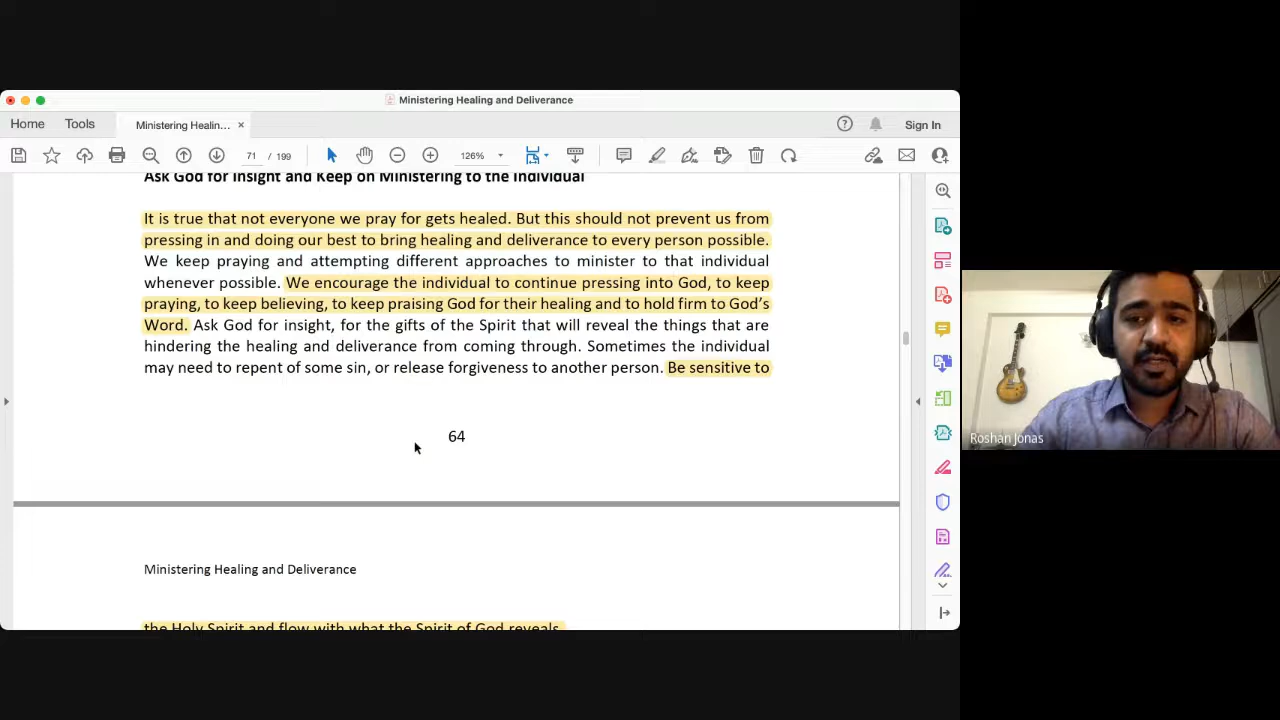 Ministering Healing and Deliverance
Home
Tools
Ministering Healin...
×
Sign In
71 / 199
126%
Ask God for Insight and Keep on Ministering to the Individual
It is true that not everyone we pray for gets healed. But this should not prevent us from
pressing in and doing our best to bring healing and deliverance to every person possible.
We keep praying and attempting different approaches to minister to that individual
whenever possible. We encourage the individual to continue pressing into God, to keep
praying, to keep believing, to keep praising God for their healing and to hold firm to God's
Word. Ask God for insight, for the gifts of the Spirit that will reveal the things that are
hindering the healing and deliverance from coming through. Sometimes the individual
may need to repent of some sin, or release forgiveness to another person. Be sensitive to
64
Ministering Healing and Deliverance
the Holy Spirit and flow with what the Spirit of God reveals.
Roshan Jonas